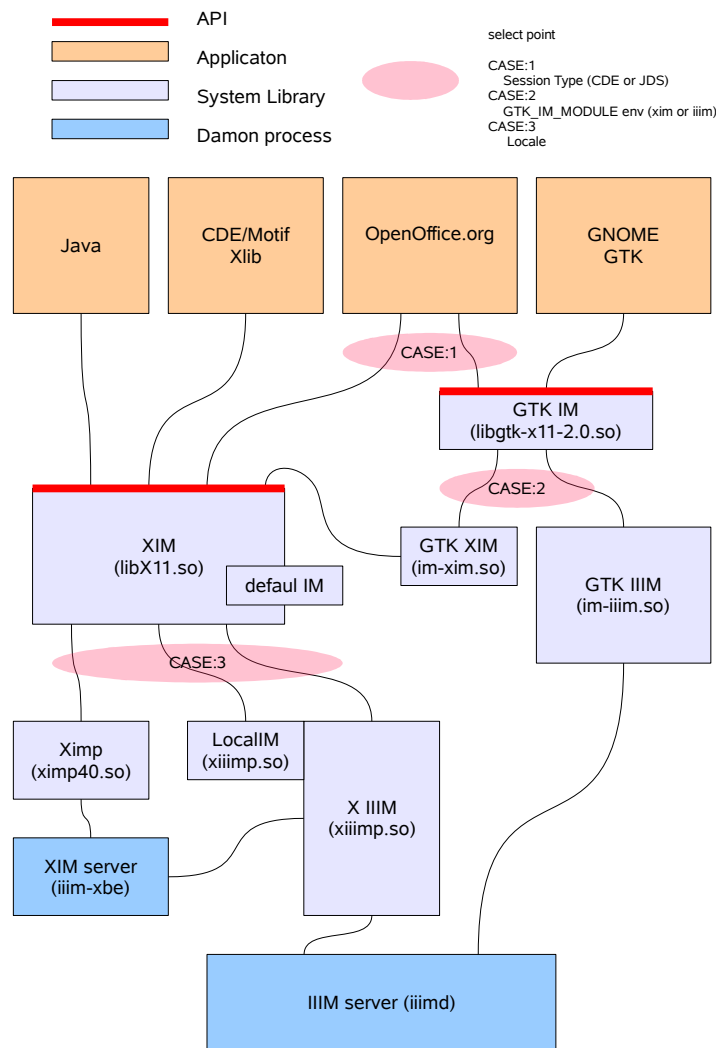 API
Applicaton
System Library
Damon process
select point
CASE:1
Session Type (CDE or JDS)
CASE:2
GTK_IM_MODULE env (xim or iiim)
CASE:3
Locale
Java
CDE/Motif
Xlib
OpenOffice.org
GNOME
GTK
CASE:1
GTK IM
(libgtk-x11-2.0.so)
CASE:2
XIM
(libX11.so)
defaul IM
GTK XIM
(im-xim.so)
GTK IIIM
(im-iiim.so)
CASE:3
Ximp
(ximp40.so)
LocalIM
(xiiimp.so)
X IIIM
(xiiimp.so)
XIM server
(iiim-xbe)
IIIM server (iiimd)